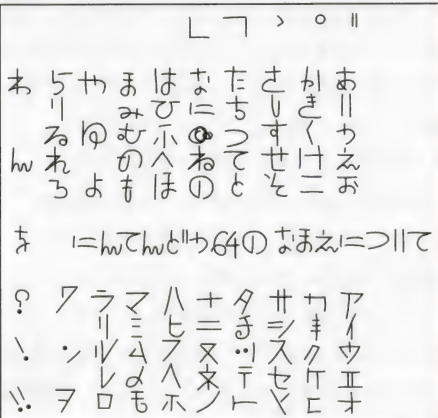 」 「 、 ゜ ゛
わ ら や ま は な た さ か あ
り み ひ に ち し き い
る ゆ む ふ ぬ つ す く う
ん れ め へ ね て せ け え
ろ よ も ほ の と そ こ お
を にんてんどう64の なまえについて
? ワ ラ マ ハ ナ タ サ カ ア
リ ミ ヒ ニ チ シ キ イ
! ン ル ム フ ヌ ツ ス ク ウ
レ メ ヘ ネ テ セ ケ エ
!! ヲ ロ モ ホ ノ ト ソ コ オ